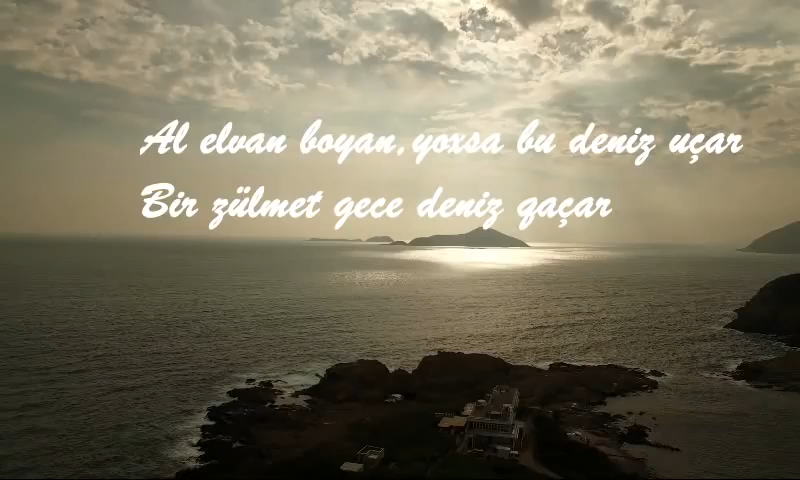 Al elvan boyan,yoxsa bu deniz uçar
Bir zülmet gece deniz qaçar